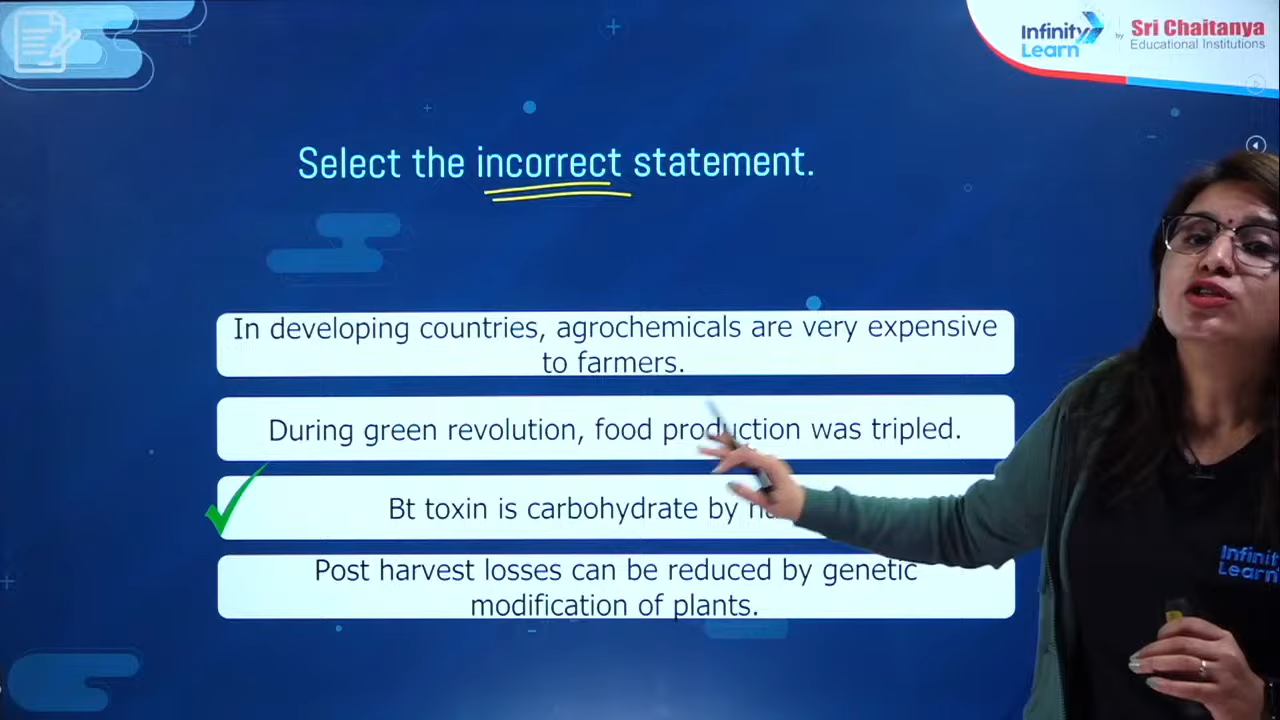 Infinity
Learn
by
Sri Chaitanya
Educational Institutions
Select the incorrect statement.
In developing countries, agrochemicals are very expensive
to farmers.
During green revolution, food production was tripled.
Bt toxin is carbohydrate by
Post harvest losses can be reduced by genetic
modification of plants.
Learn